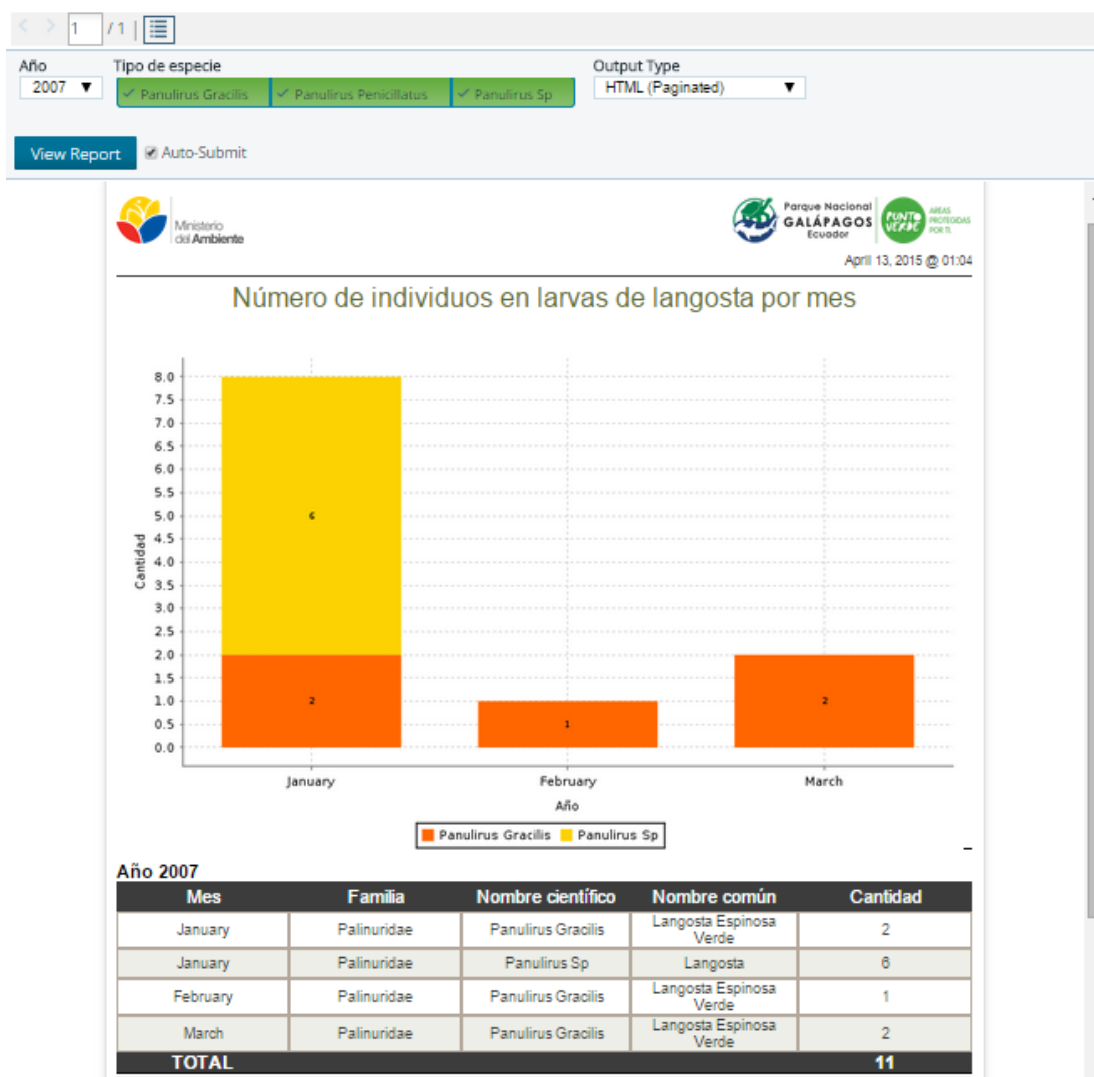 1 / 1
Año Tipo de especie Output Type
2007 Panulirus Gracilis Panulirus Penicillatus Panulirus Sp HTML (Paginated)
View Report Auto-Submit
Ministerio
del Ambiente
Parque Nacional
GALÁPAGOS
Ecuador
PUNTO
VERDE
AREAS
PROTEGIDAS
POR TI.
April 13, 2015 @ 01:04
Número de individuos en larvas de langosta por mes
8.0
7.5
7.0
6.5
6.0
5.5
5.0
4.5
4.0
3.5
3.0
2.5
2.0
1.5
1.0
0.5
0.0
Cantidad
6
2
1
2
January February March
Año
Panulirus Gracilis Panulirus Sp
Año 2007
Mes Familia Nombre científico Nombre común Cantidad
January Palinuridae Panulirus Gracilis Langosta Espinosa Verde 2
January Palinuridae Panulirus Sp Langosta 6
February Palinuridae Panulirus Gracilis Langosta Espinosa Verde 1
March Palinuridae Panulirus Gracilis Langosta Espinosa Verde 2
TOTAL 11